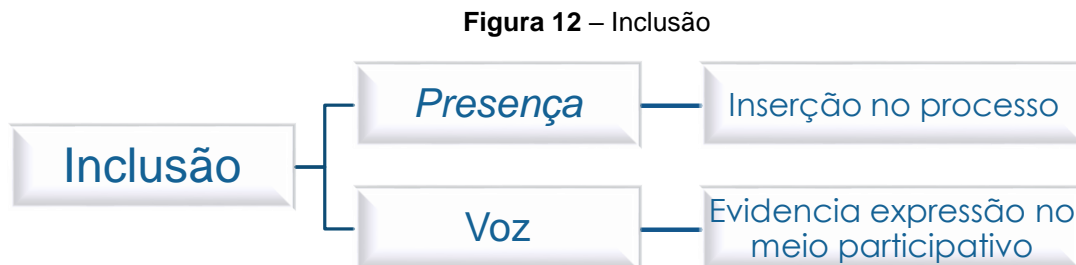 Figura 12 – Inclusão
Inclusão
Presença
Inserção no processo
Voz
Evidencia expressão no
meio participativo